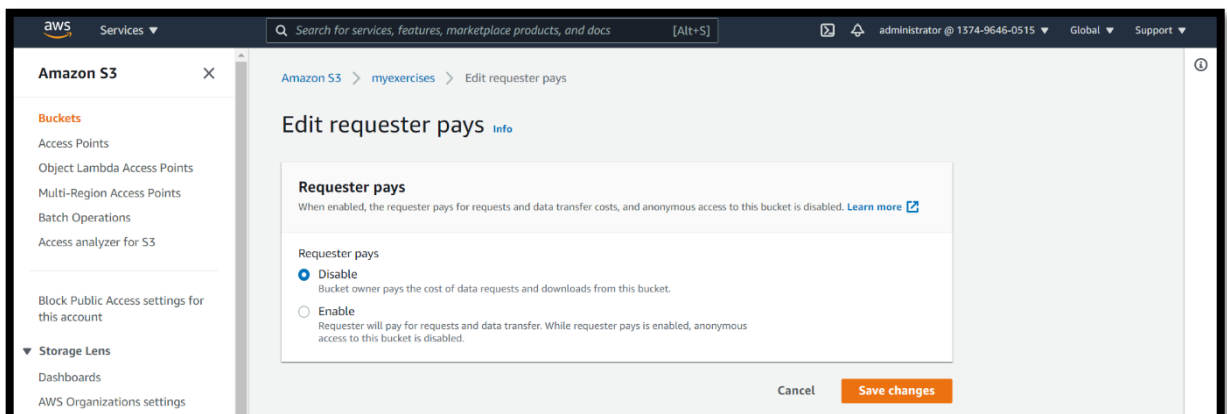 aws Services ▼ Search for services, features, marketplace products, and docs [Alt+S] administrator @ 1374-9646-0515 ▼ Global ▼ Support ▼
Amazon S3
Buckets
Access Points
Object Lambda Access Points
Multi-Region Access Points
Batch Operations
Access analyzer for S3
Block Public Access settings for
this account
▼ Storage Lens
Dashboards
AWS Organizations settings
Amazon S3 > myexercises > Edit requester pays
Edit requester pays Info
Requester pays
When enabled, the requester pays for requests and data transfer costs, and anonymous access to this bucket is disabled. Learn more
Requester pays
Disable
Bucket owner pays the cost of data requests and downloads from this bucket.
Enable
Requester will pay for requests and data transfer. While requester pays is enabled, anonymous
access to this bucket is disabled.
Cancel Save changes